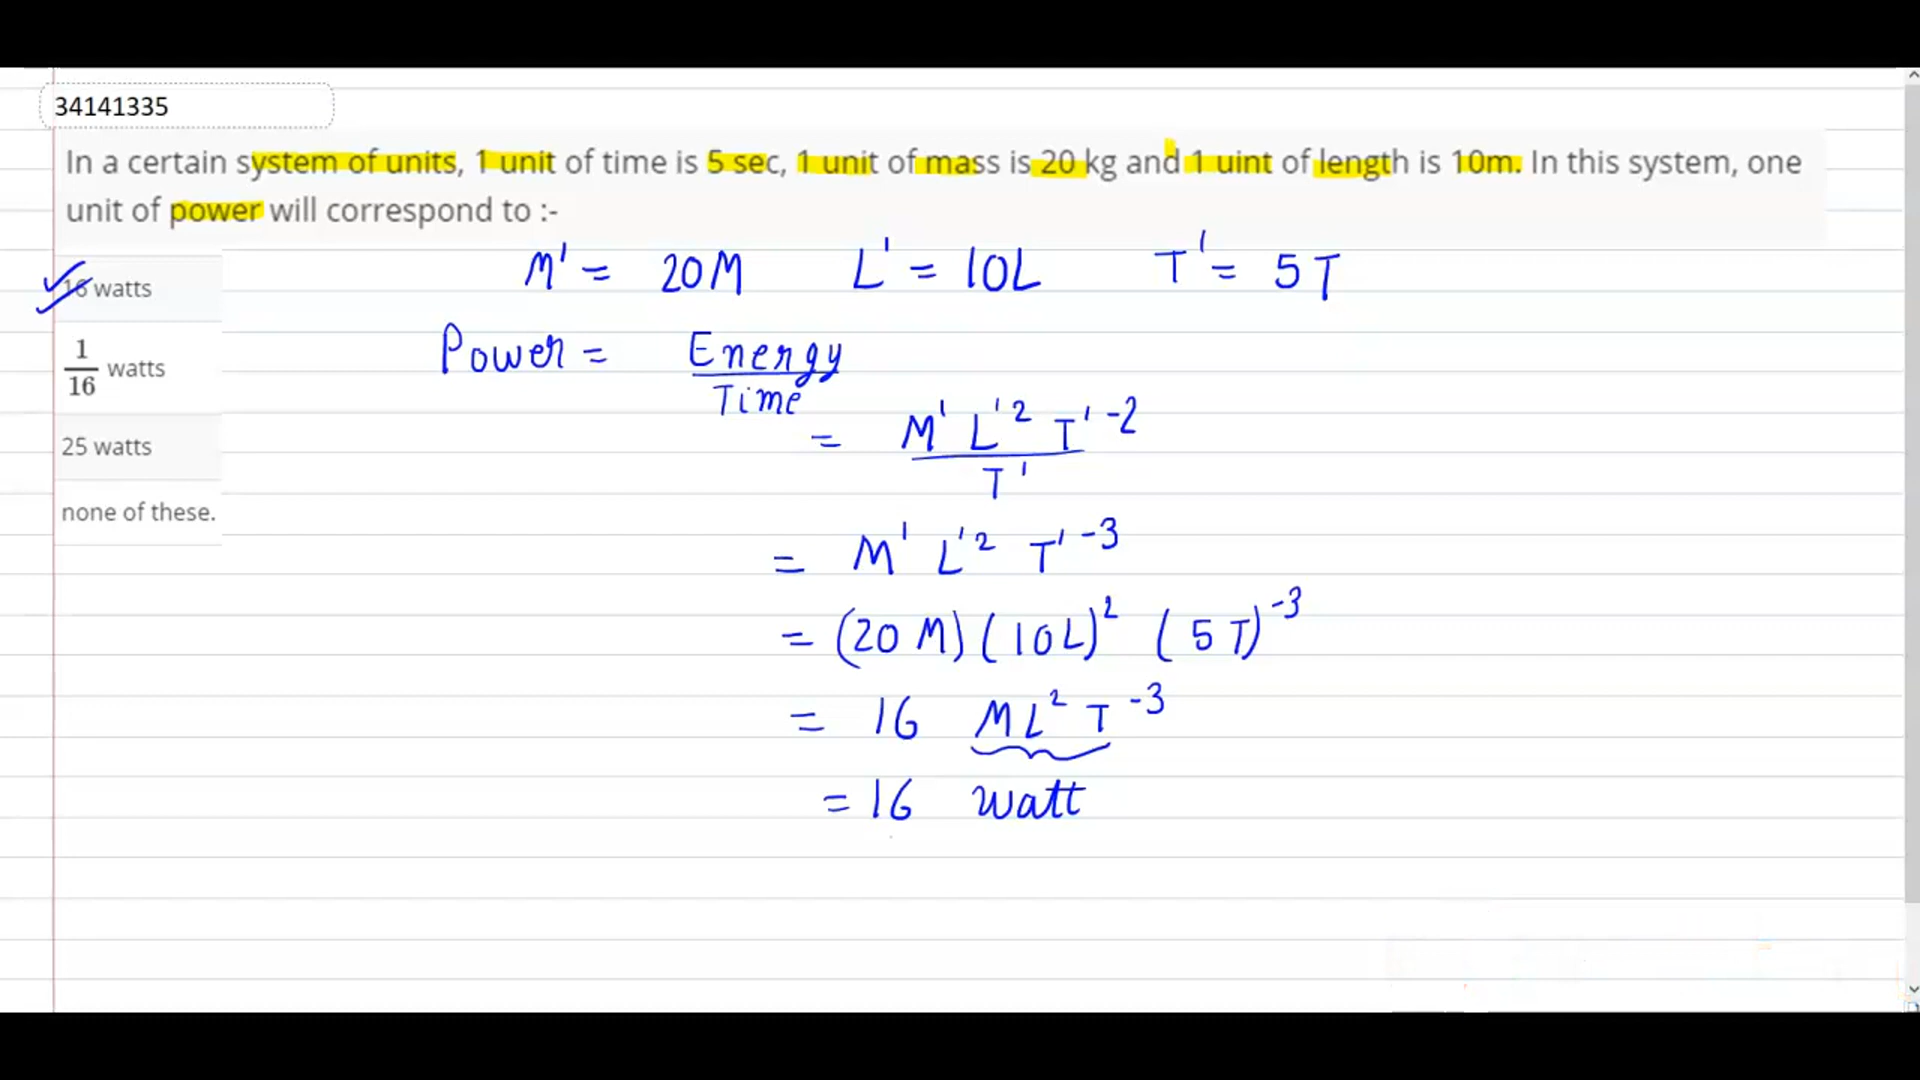 34141335
In a certain system of units, 1 unit of time is 5 sec, 1 unit of mass is 20 kg and 1 uint of length is 10m. In this system, one
unit of power will correspond to :-
M' = 20M L' = 10L T' = 5T
16 watts
Power = Energy/Time
1/16 watts
= M' L'² T'⁻²/T'
25 watts
none of these.
= M' L'² T'⁻³
= (20 M) (10L)² (5T)⁻³
= 16 ML² T⁻³
= 16 watt